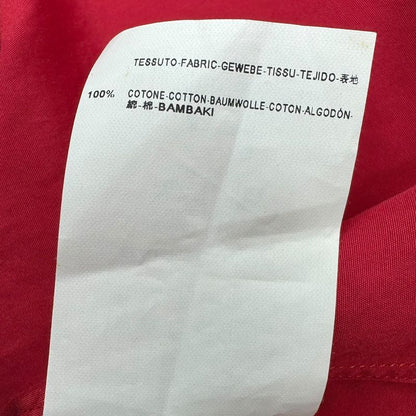 TESSUTO-FABRIC-GEWEBE-TISSU-TEJIDO-表地
100% COTONE-COTTON-BAUMWOLLE-COTON-ALGODÓN-
綿-棉-BAMBAKI